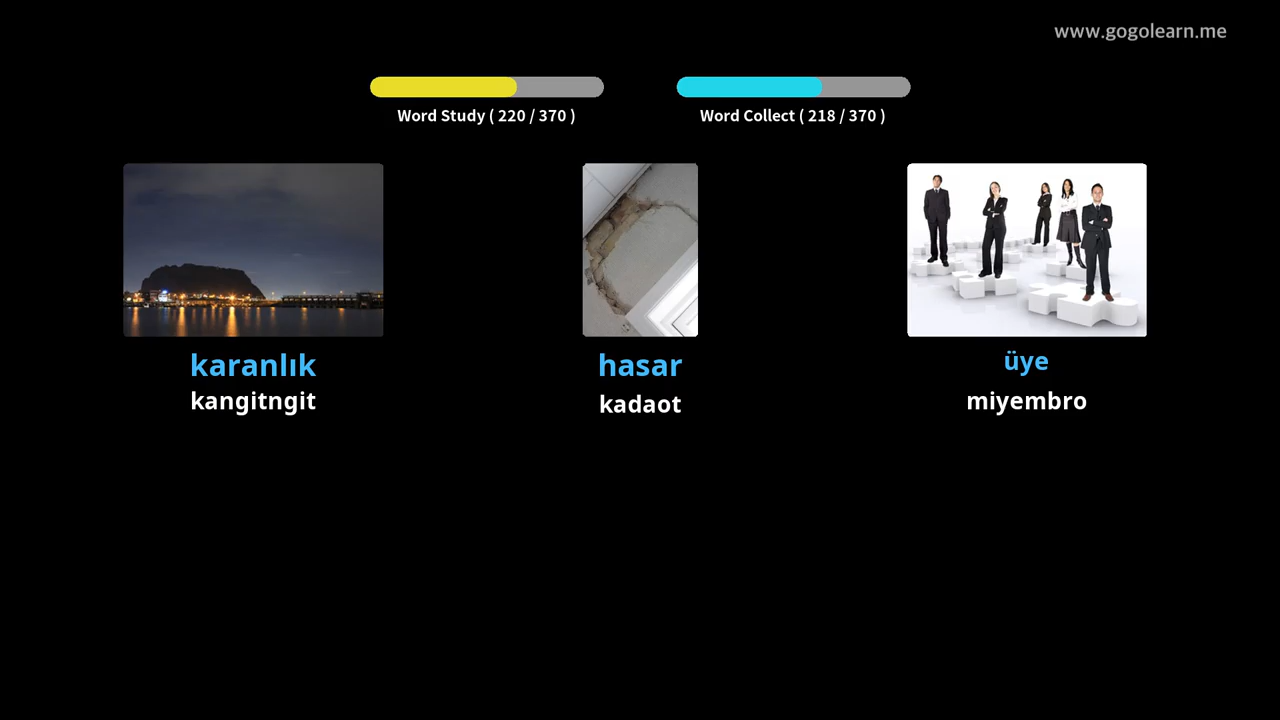 www.gogolearn.me
Word Study ( 220 / 370 )
Word Collect ( 218 / 370 )
karanlık
kangitngit
hasar
kadaot
üye
miyembro